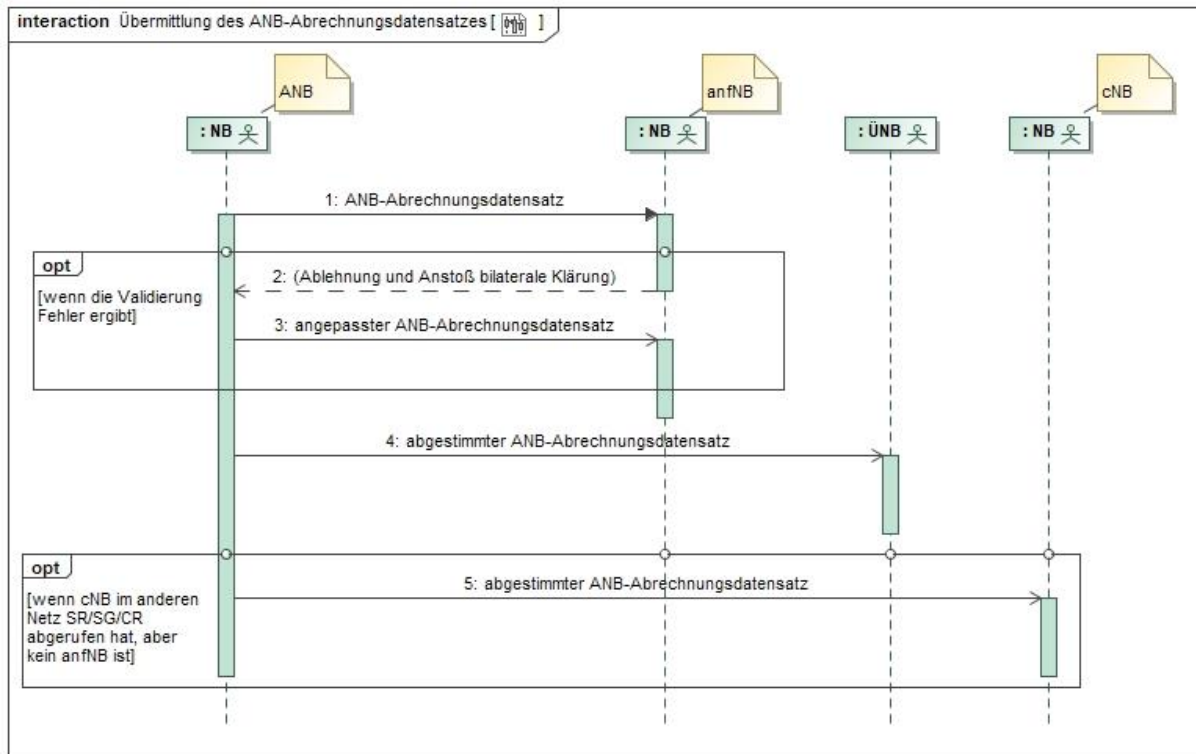 interaction Übermittlung des ANB-Abrechnungsdatensatzes [ ]
ANB
anfNB
cNB
: NB
: NB
: ÜNB
: NB
1: ANB-Abrechnungsdatensatz
opt
[wenn die Validierung
Fehler ergibt]
2: (Ablehnung und Anstoß bilaterale Klärung)
3: angepasster ANB-Abrechnungsdatensatz
4: abgestimmter ANB-Abrechnungsdatensatz
opt
[wenn cNB im anderen
Netz SR/SG/CR
abgerufen hat, aber
kein anfNB ist]
5: abgestimmter ANB-Abrechnungsdatensatz